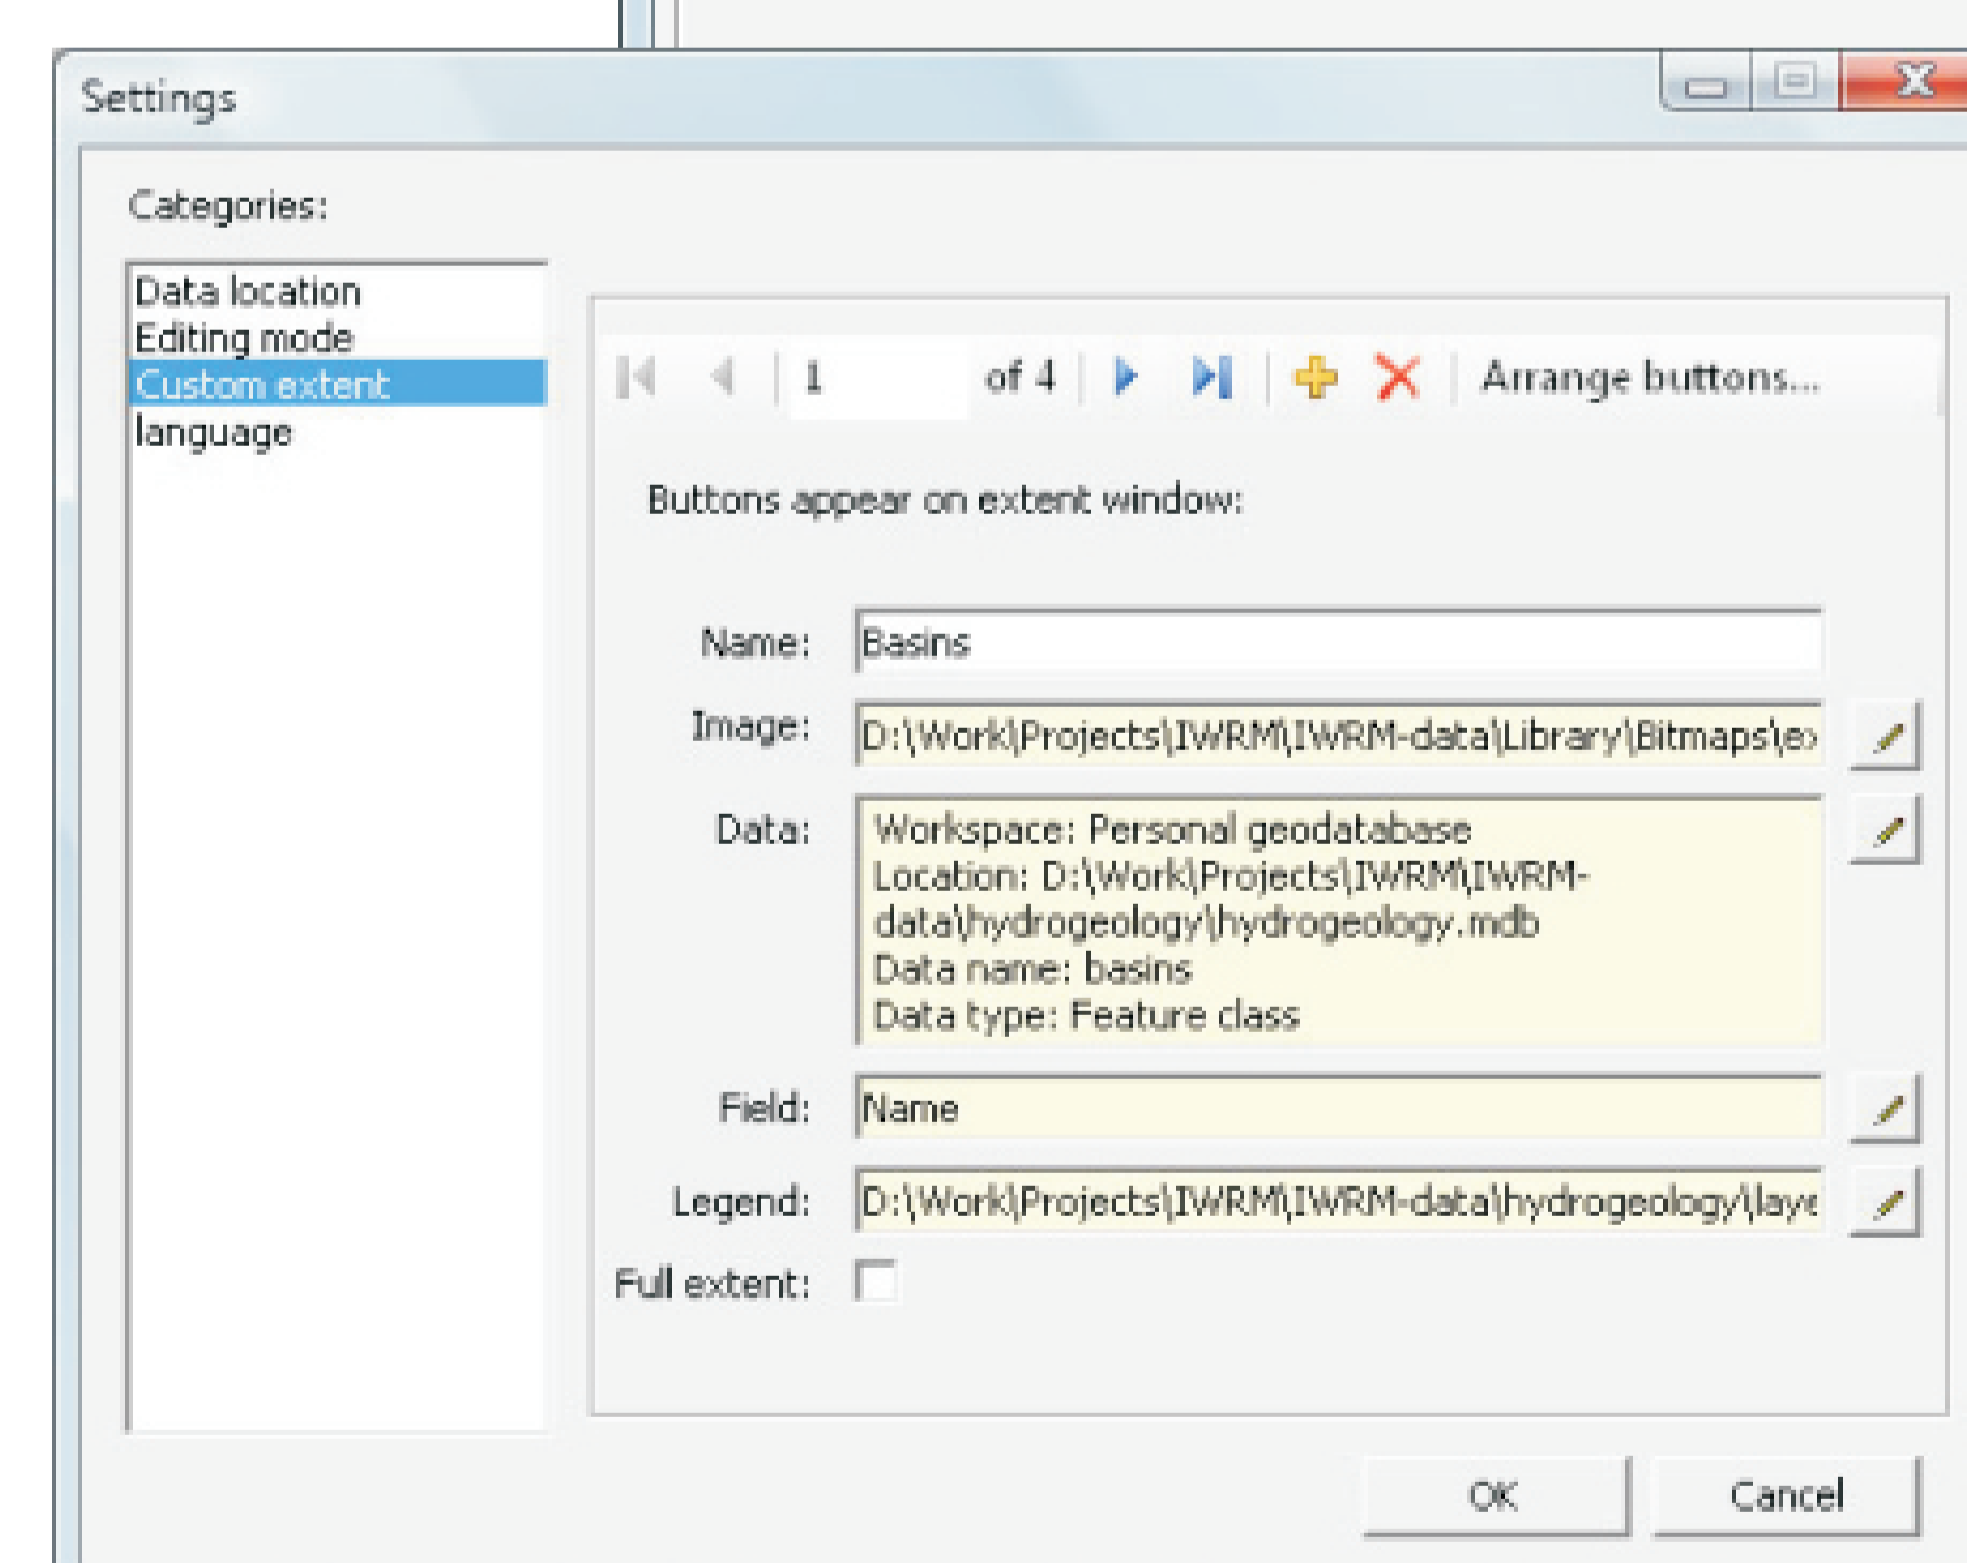 Settings
Categories:
Data location
Editing mode
Custom extent
language
1 of 4 Arrange buttons...
Buttons appear on extent window:
Name: Basins
Image: D:\Work\Projects\IWRM\IWRM-data\Library\Bitmaps\ex
Data: Workspace: Personal geodatabase
Location: D:\Work\Projects\IWRM\IWRM-
data\hydrogeology\hydrogeology.mdb
Data name: basins
Data type: Feature class
Field: Name
Legend: D:\Work\Projects\IWRM\IWRM-data\hydrogeology\laye
Full extent:
OK Cancel